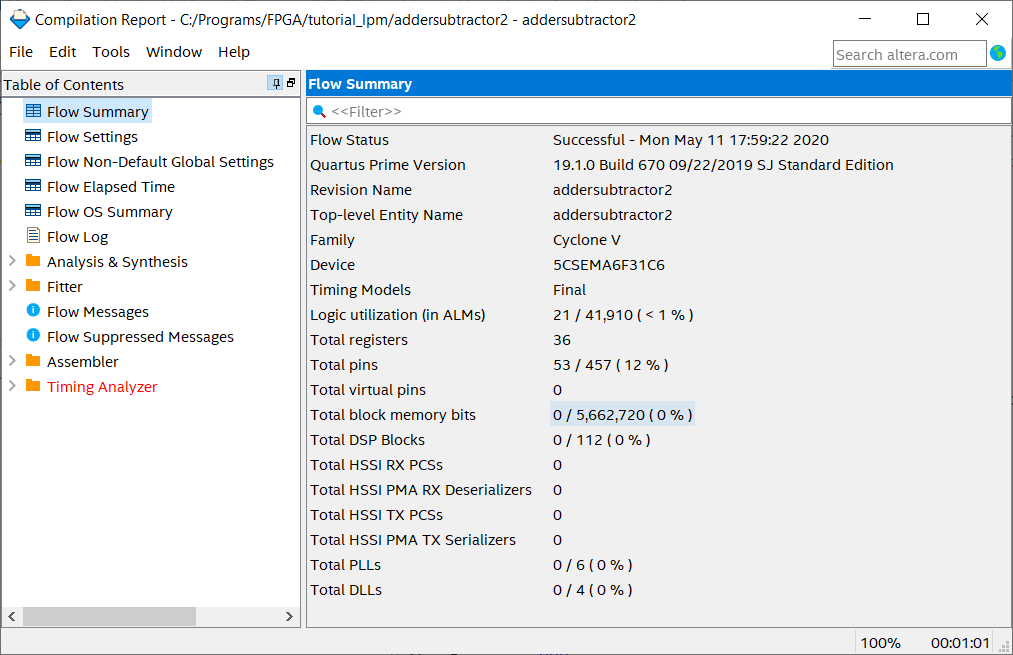 Compilation Report - C:/Programs/FPGA/tutorial_lpm/addersubtractor2 - addersubtractor2
File Edit Tools Window Help
Search altera.com
Table of Contents
Flow Summary
Flow Settings
Flow Non-Default Global Settings
Flow Elapsed Time
Flow OS Summary
Flow Log
Analysis & Synthesis
Fitter
Flow Messages
Flow Suppressed Messages
Assembler
Timing Analyzer
Flow Summary
<<Filter>>
Flow Status Successful - Mon May 11 17:59:22 2020
Quartus Prime Version 19.1.0 Build 670 09/22/2019 SJ Standard Edition
Revision Name addersubtractor2
Top-level Entity Name addersubtractor2
Family Cyclone V
Device 5CSEMA6F31C6
Timing Models Final
Logic utilization (in ALMs) 21 / 41,910 ( < 1 % )
Total registers 36
Total pins 53 / 457 ( 12 % )
Total virtual pins 0
Total block memory bits 0 / 5,662,720 ( 0 % )
Total DSP Blocks 0 / 112 ( 0 % )
Total HSSI RX PCSs 0
Total HSSI PMA RX Deserializers 0
Total HSSI TX PCSs 0
Total HSSI PMA TX Serializers 0
Total PLLs 0 / 6 ( 0 % )
Total DLLs 0 / 4 ( 0 % )
100% 00:01:01